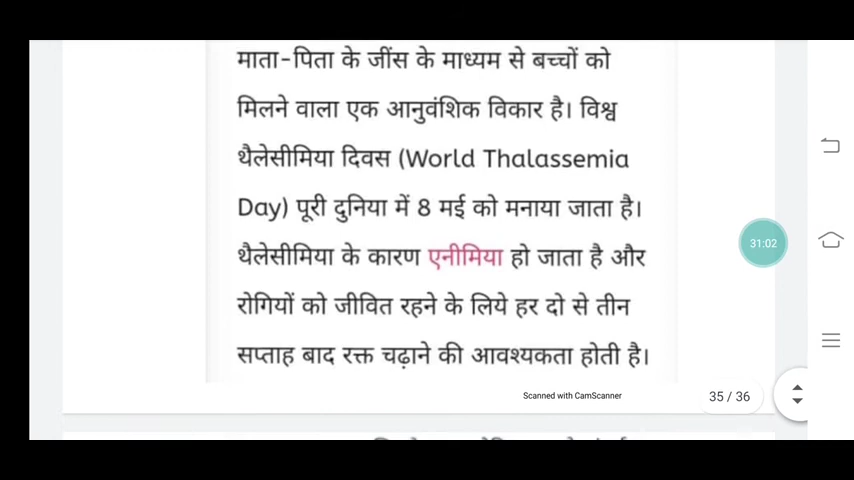 माता-पिता के जींस के माध्यम से बच्चों को
मिलने वाला एक आनुवंशिक विकार है। विश्व
थैलेसीमिया दिवस (World Thalassemia
Day) पूरी दुनिया में 8 मई को मनाया जाता है।
थैलेसीमिया के कारण एनीमिया हो जाता है और
रोगियों को जीवित रहने के लिये हर दो से तीन
सप्ताह बाद रक्त चढ़ाने की आवश्यकता होती है।
31:02
Scanned with CamScanner
35 / 36